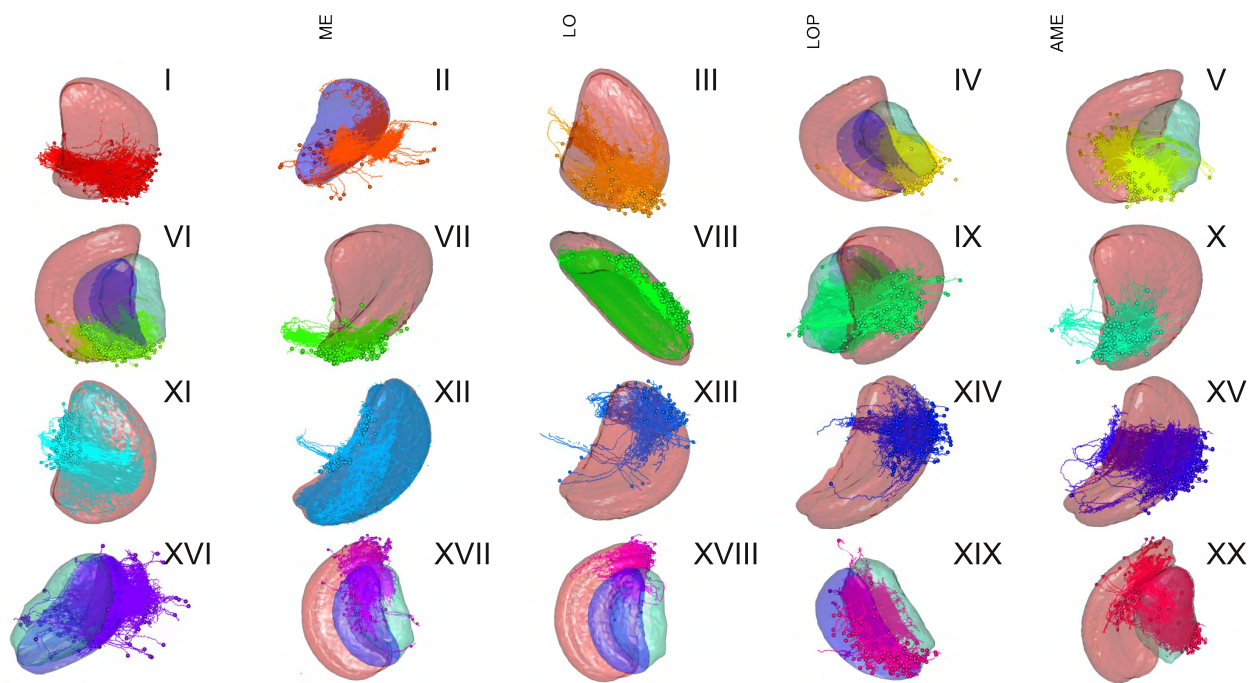 ME LO LOP AME
I II III IV V
VI VII VIII IX X
XI XII XIII XIV XV
XVI XVII XVIII XIX XX